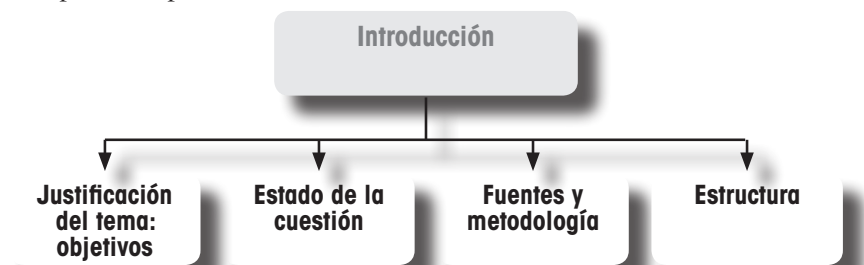 Introducción
Justificación
del tema:
objetivos
Estado de la
cuestión
Fuentes y
metodología
Estructura